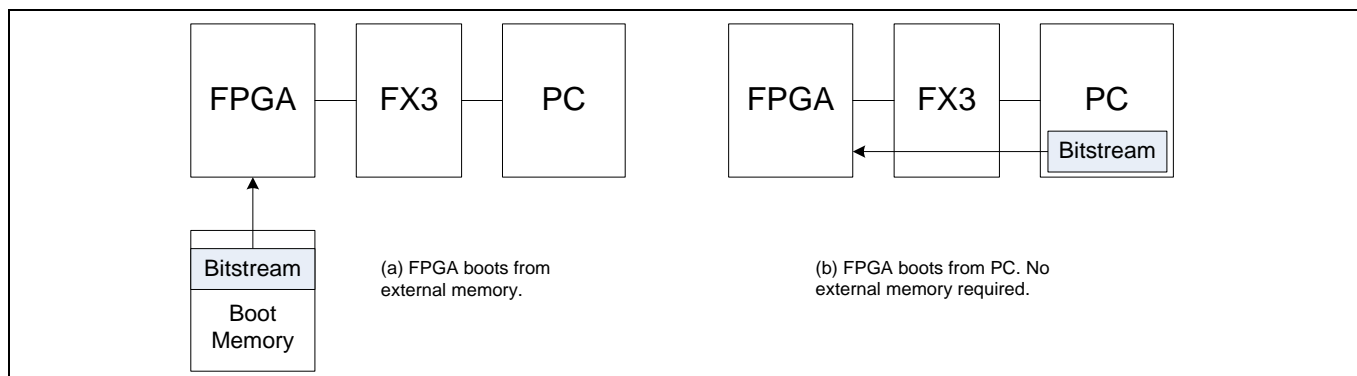 FPGA
FX3
PC
Bitstream
Boot
Memory
(a) FPGA boots from
external memory.
FPGA
FX3
PC
Bitstream
(b) FPGA boots from PC. No
external memory required.